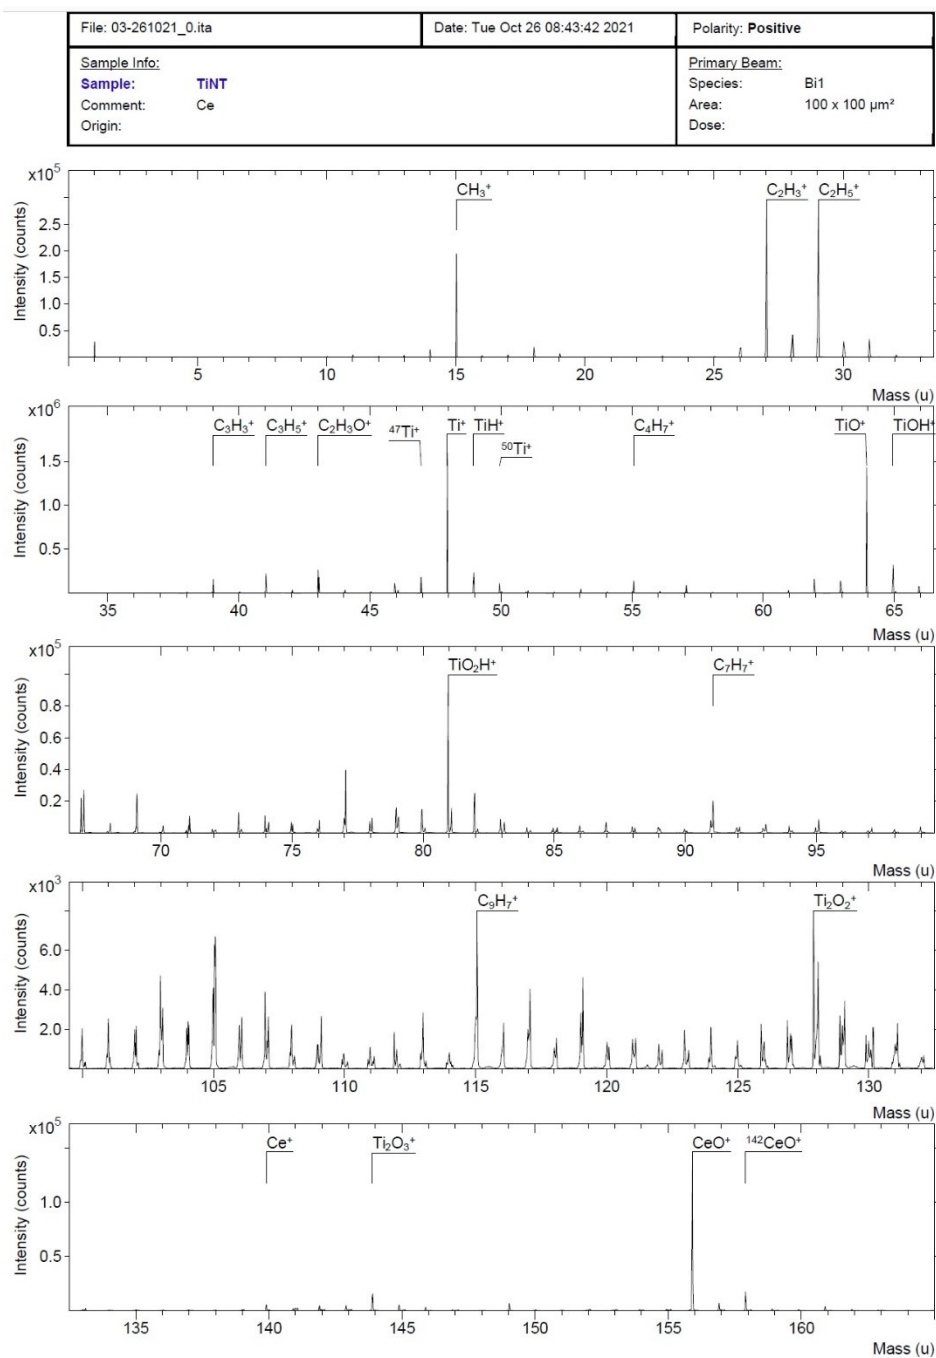 File: 03-261021_0.ita Date: Tue Oct 26 08:43:42 2021 Polarity: Positive
Sample Info: Primary Beam:
Sample: TiNT Species: Bi1
Comment: Ce Area: 100 x 100 µm²
Origin: Dose:
x10⁵
Intensity (counts)
CH₃⁺ C₂H₃⁺ C₂H₅⁺
2.5
2.0
1.5
1.0
0.5
5 10 15 20 25 30
Mass (u)
x10⁶
Intensity (counts)
C₃H₃⁺ C₃H₅⁺ C₂H₃O⁺ ⁴⁷Ti⁺ Ti⁺ TiH⁺ ⁵⁰Ti⁺ C₄H₇⁺ TiO⁺ TiOH⁺
1.5
1.0
0.5
35 40 45 50 55 60 65
Mass (u)
x10⁵
Intensity (counts)
TiO₂H⁺ C₇H₇⁺
0.8
0.6
0.4
0.2
70 75 80 85 90 95
Mass (u)
x10³
Intensity (counts)
C₉H₇⁺ Ti₂O₂⁺
6.0
4.0
2.0
105 110 115 120 125 130
Mass (u)
x10⁵
Intensity (counts)
Ce⁺ Ti₂O₃⁺ CeO⁺ ¹⁴²CeO⁺
1.0
0.5
135 140 145 150 155 160
Mass (u)